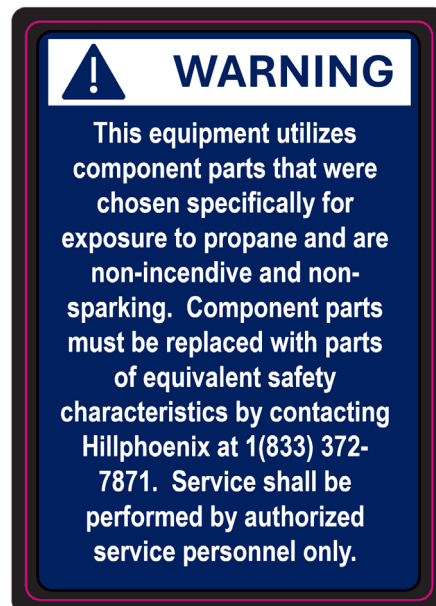 WARNING
This equipment utilizes
component parts that were
chosen specifically for
exposure to propane and are
non-incendive and non-
sparking.  Component parts
must be replaced with parts
of equivalent safety
characteristics by contacting
Hillphoenix at 1(833) 372-
7871.  Service shall be
performed by authorized
service personnel only.